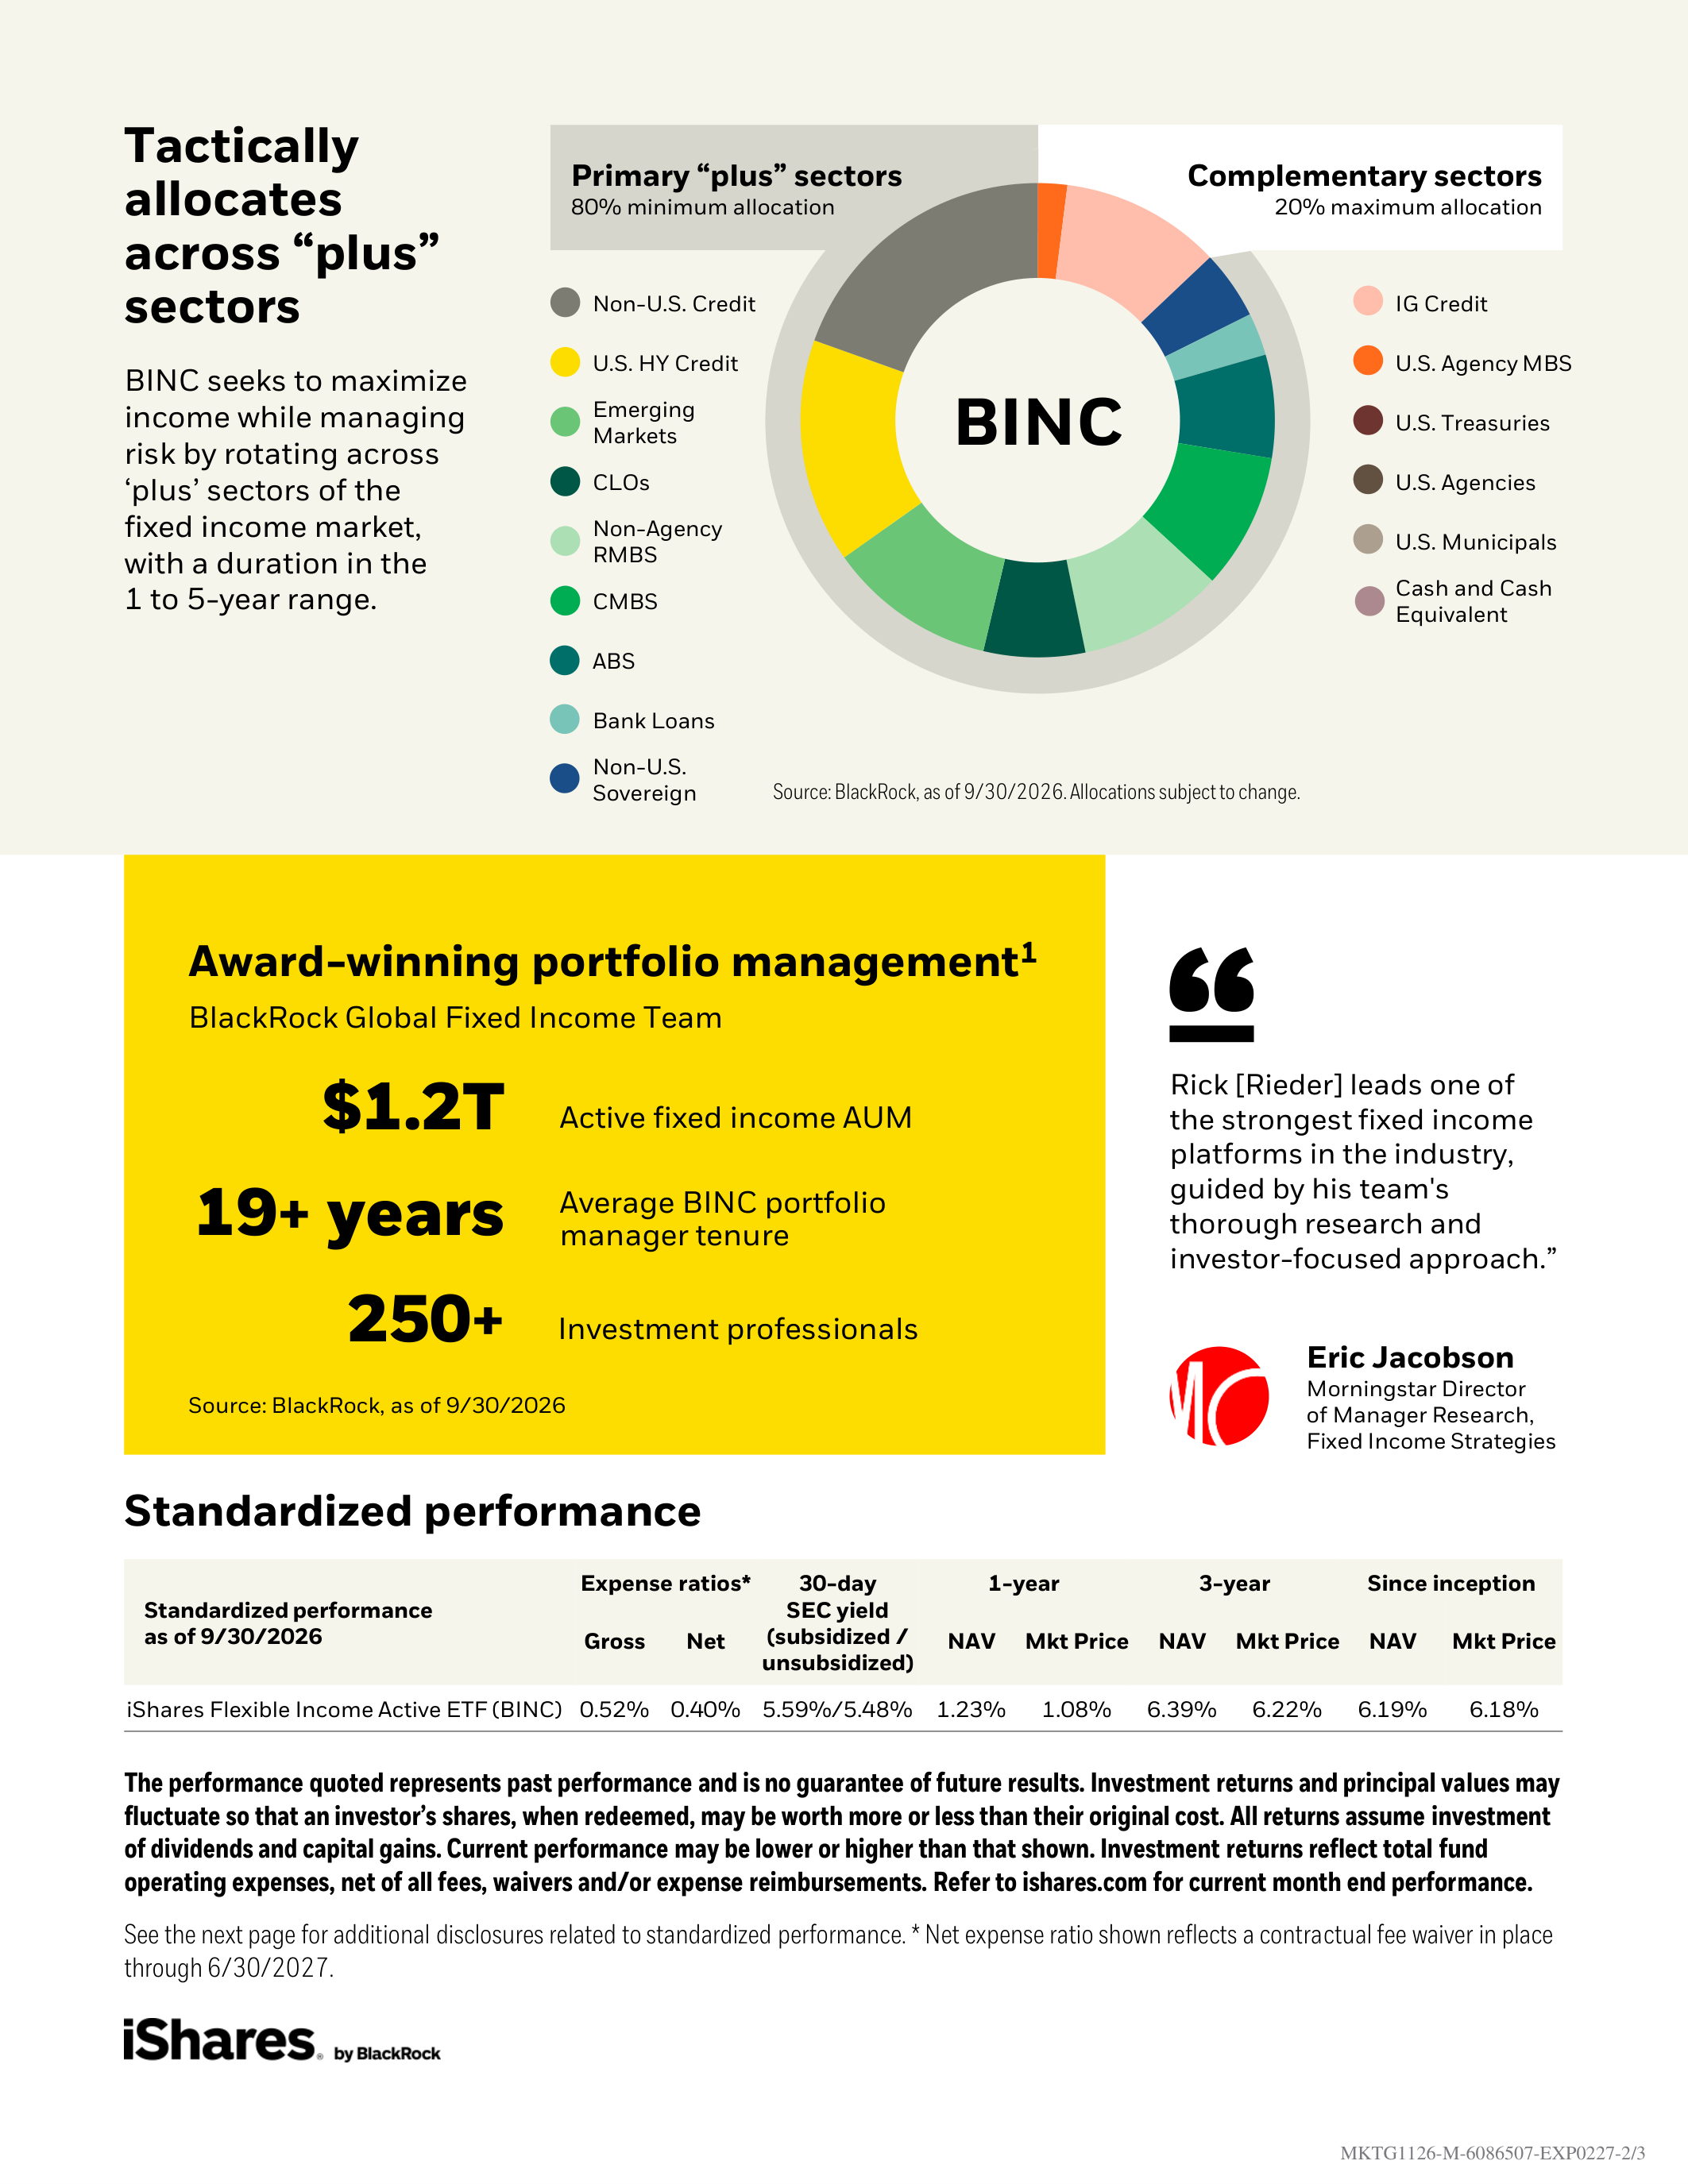 Tactically
allocates
across “plus”
sectors
BINC seeks to maximize
income while managing
risk by rotating across
‘plus’ sectors of the
fixed income market,
with a duration in the
1 to 5-year range.
Primary “plus” sectors
80% minimum allocation
Complementary sectors
20% maximum allocation
Non-U.S. Credit
U.S. HY Credit
Emerging
Markets
CLOs
Non-Agency
RMBS
CMBS
ABS
Bank Loans
Non-U.S.
Sovereign
BINC
IG Credit
U.S. Agency MBS
U.S. Treasuries
U.S. Agencies
U.S. Municipals
Cash and Cash
Equivalent
Source: BlackRock, as of 9/30/2026. Allocations subject to change.
Award-winning portfolio management¹
BlackRock Global Fixed Income Team
$1.2T Active fixed income AUM
19+ years Average BINC portfolio
manager tenure
250+ Investment professionals
Source: BlackRock, as of 9/30/2026
“
Rick [Rieder] leads one of
the strongest fixed income
platforms in the industry,
guided by his team's
thorough research and
investor-focused approach.”
Eric Jacobson
Morningstar Director
of Manager Research,
Fixed Income Strategies
Standardized performance
Standardized performance
as of 9/30/2026
Expense ratios*
Gross Net
30-day
SEC yield
(subsidized /
unsubsidized)
1-year
NAV Mkt Price
3-year
NAV Mkt Price
Since inception
NAV Mkt Price
iShares Flexible Income Active ETF (BINC) 0.52% 0.40% 5.59%/5.48% 1.23% 1.08% 6.39% 6.22% 6.19% 6.18%
The performance quoted represents past performance and is no guarantee of future results. Investment returns and principal values may
fluctuate so that an investor’s shares, when redeemed, may be worth more or less than their original cost. All returns assume investment
of dividends and capital gains. Current performance may be lower or higher than that shown. Investment returns reflect total fund
operating expenses, net of all fees, waivers and/or expense reimbursements. Refer to ishares.com for current month end performance.
See the next page for additional disclosures related to standardized performance. * Net expense ratio shown reflects a contractual fee waiver in place
through 6/30/2027.
iShares® by BlackRock
MKTG1126-M-6086507-EXP0227-2/3